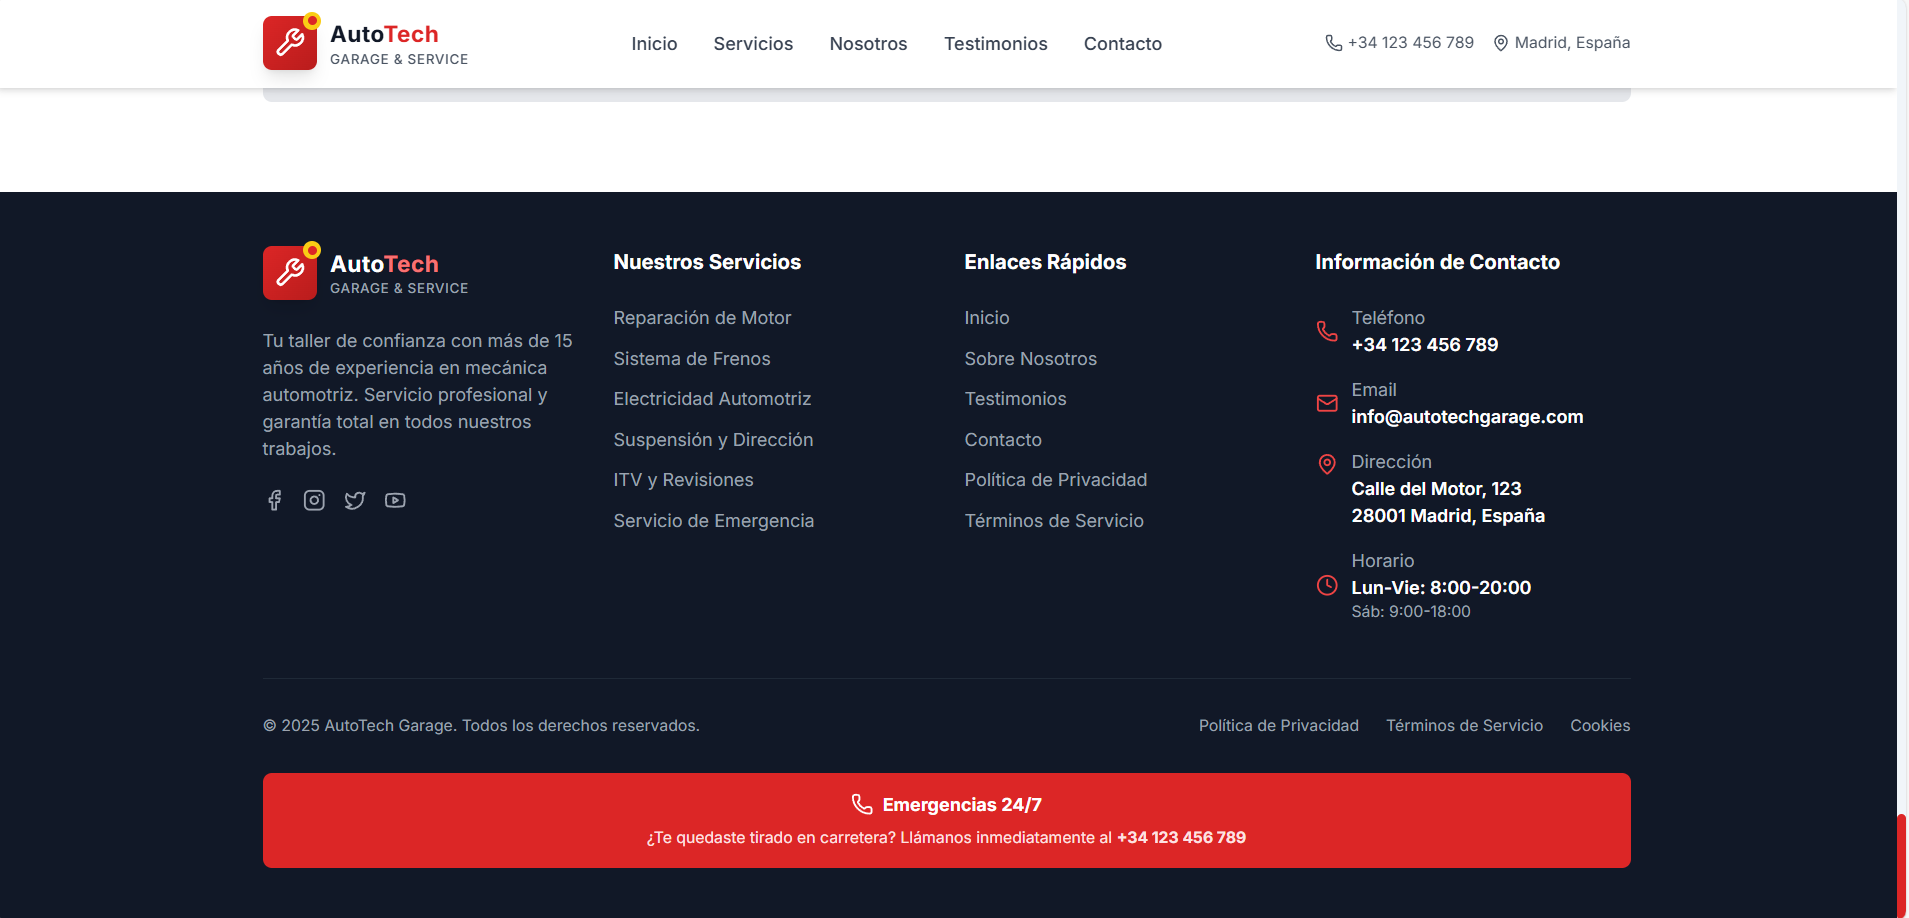 AutoTech
GARAGE & SERVICE
Inicio
Servicios
Nosotros
Testimonios
Contacto
+34 123 456 789
Madrid, España
AutoTech
GARAGE & SERVICE
Tu taller de confianza con más de 15
años de experiencia en mecánica
automotriz. Servicio profesional y
garantía total en todos nuestros
trabajos.
Nuestros Servicios
Reparación de Motor
Sistema de Frenos
Electricidad Automotriz
Suspensión y Dirección
ITV y Revisiones
Servicio de Emergencia
Enlaces Rápidos
Inicio
Sobre Nosotros
Testimonios
Contacto
Política de Privacidad
Términos de Servicio
Información de Contacto
Teléfono
+34 123 456 789
Email
info@autotechgarage.com
Dirección
Calle del Motor, 123
28001 Madrid, España
Horario
Lun-Vie: 8:00-20:00
Sáb: 9:00-18:00
© 2025 AutoTech Garage. Todos los derechos reservados.
Política de Privacidad
Términos de Servicio
Cookies
Emergencias 24/7
¿Te quedaste tirado en carretera? Llámanos inmediatamente al +34 123 456 789